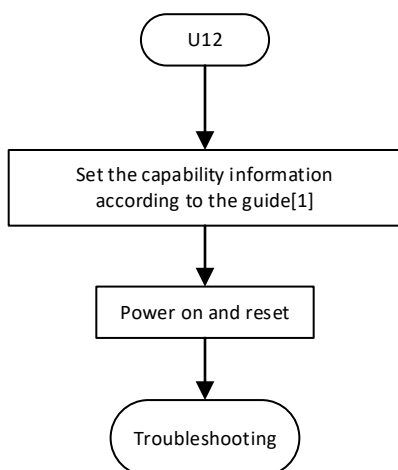 U12
Set the capability information
according to the guide[1]
Power on and reset
Troubleshooting